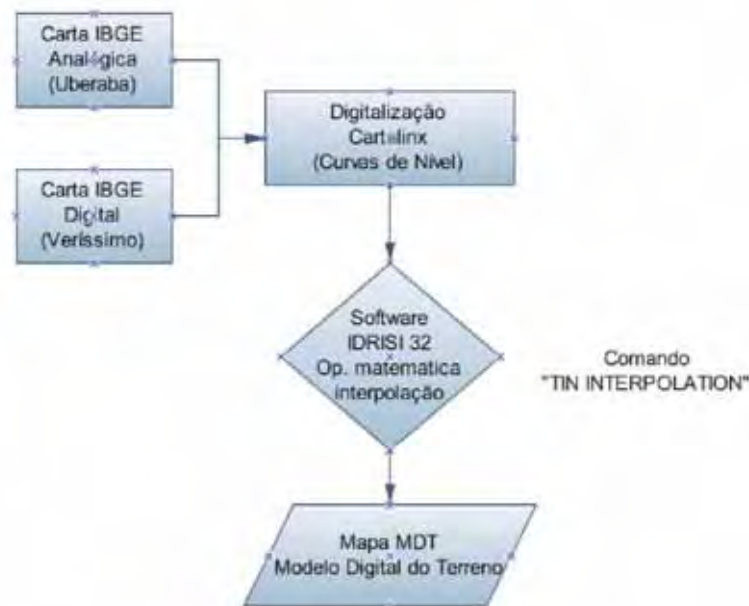 Carta IBGE
Analógica
(Uberaba)
Digitalização
Cartalinx
(Curvas de Nível)
Carta IBGE
Digital
(Veríssimo)
Software
IDRISI 32
Op. matematica
interpolação
Comando
"TIN INTERPOLATION"
Mapa MDT
Modelo Digital do Terreno